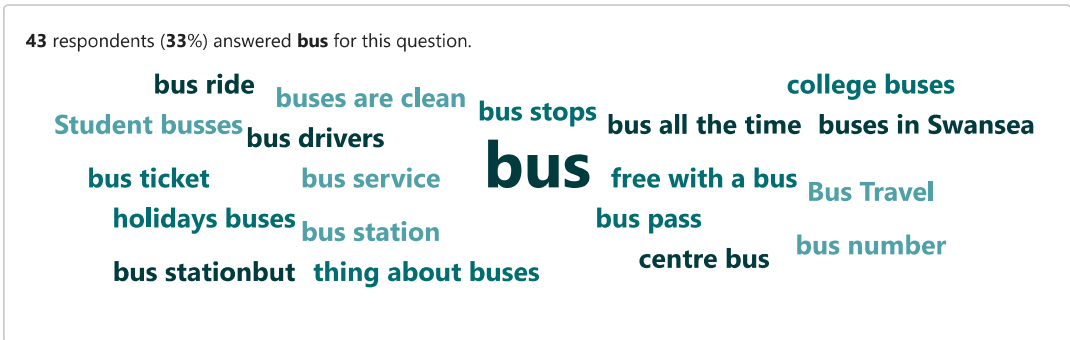 43 respondents (33%) answered bus for this question.
bus ride
college buses
buses are clean
bus stops
Student busses
bus drivers
bus all the time
buses in Swansea
bus
bus ticket
bus service
free with a bus
Bus Travel
holidays buses
bus station
bus pass
bus number
centre bus
bus stationbut
thing about buses